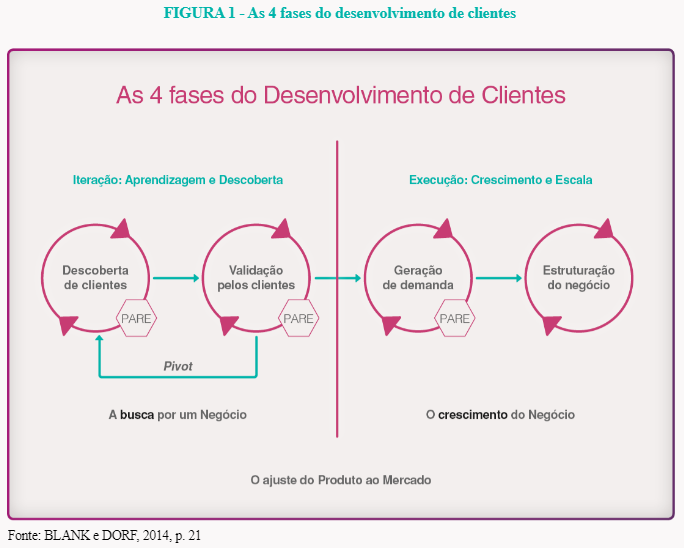 FIGURA 1 - As 4 fases do desenvolvimento de clientes
As 4 fases do Desenvolvimento de Clientes
Iteração: Aprendizagem e Descoberta
Execução: Crescimento e Escala
Descoberta
de clientes
PARE
Validação
pelos clientes
PARE
Geração
de demanda
PARE
Estruturação
do negócio
Pivot
A busca por um Negócio
O crescimento do Negócio
O ajuste do Produto ao Mercado
Fonte: BLANK e DORF, 2014, p. 21